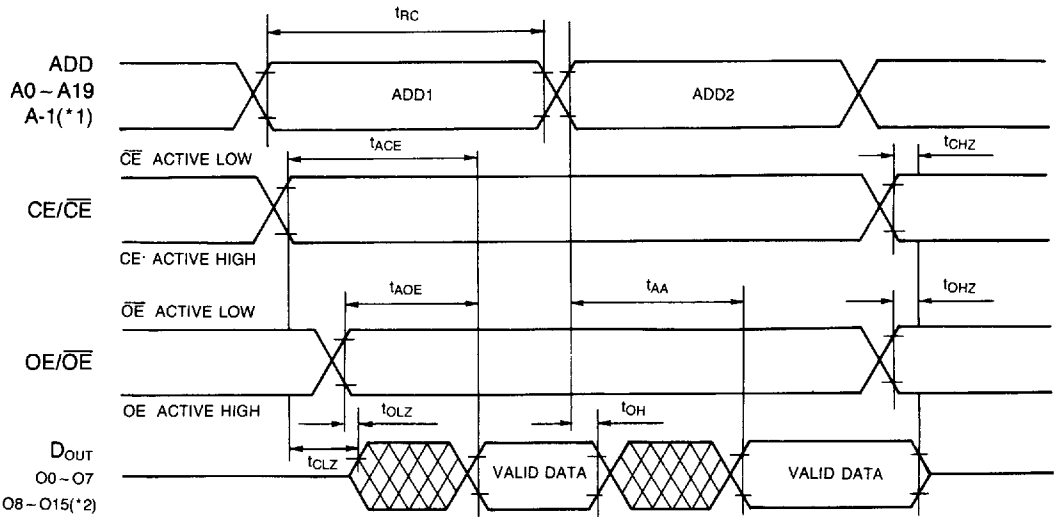 tRC
ADD
A0~A19
A-1(*1)
ADD1
ADD2
tACE
tCHZ
CE ACTIVE LOW
CE/CE
CE· ACTIVE HIGH
tAOE
tAA
tOHZ
OE ACTIVE LOW
OE/OE
OE ACTIVE HIGH
tOLZ
tOH
DOUT
tCLZ
O0~O7
O8~O15(*2)
VALID DATA
VALID DATA